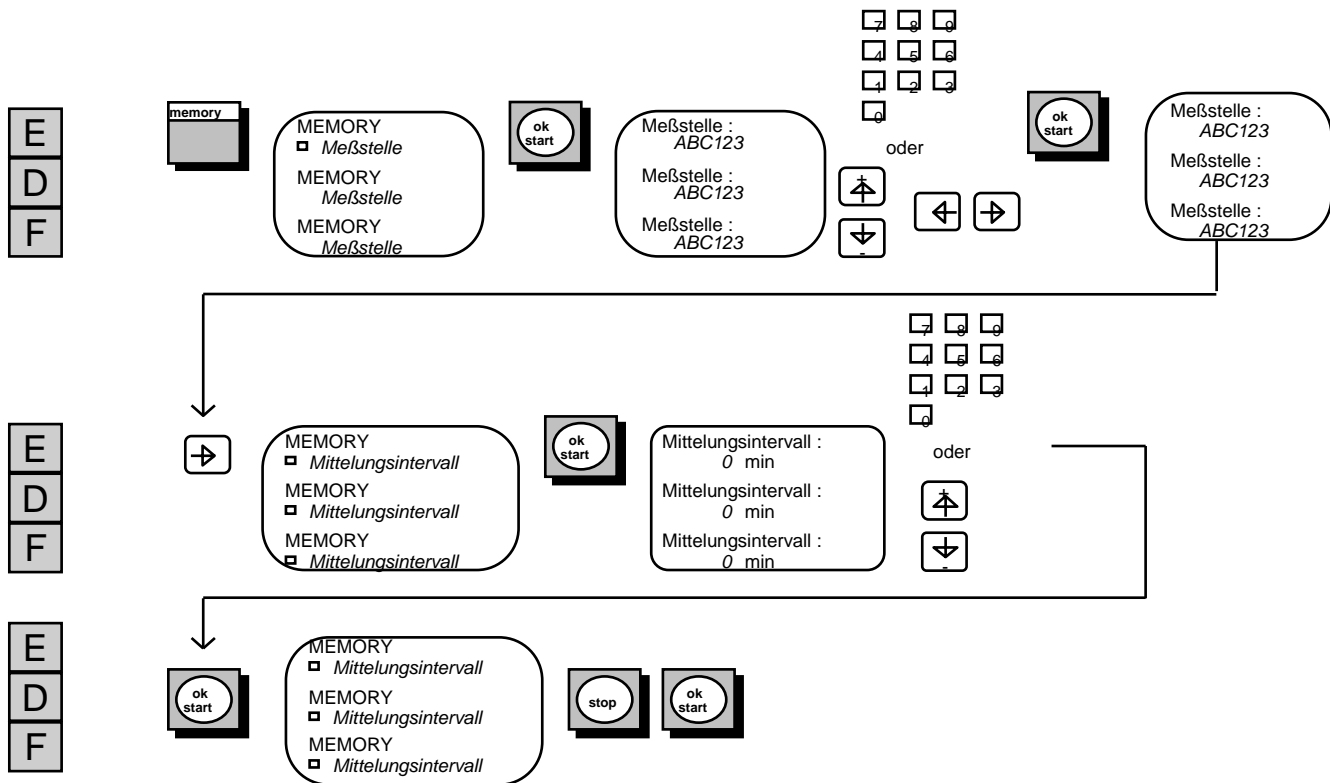 7 8 9
4 5 6
1 2 3
0
oder
+
-
E
D
F
memory
MEMORY
Meßstelle
MEMORY
Meßstelle
MEMORY
Meßstelle
ok
start
Meßstelle :
ABC123
Meßstelle :
ABC123
Meßstelle :
ABC123
ok
start
Meßstelle :
ABC123
Meßstelle :
ABC123
Meßstelle :
ABC123
7 8 9
4 5 6
1 2 3
0
oder
+
-
E
D
F
MEMORY
Mittelungsintervall
MEMORY
Mittelungsintervall
MEMORY
Mittelungsintervall
ok
start
Mittelungsintervall :
0 min
Mittelungsintervall :
0 min
Mittelungsintervall :
0 min
E
D
F
ok
start
MEMORY
Mittelungsintervall
MEMORY
Mittelungsintervall
MEMORY
Mittelungsintervall
stop
ok
start